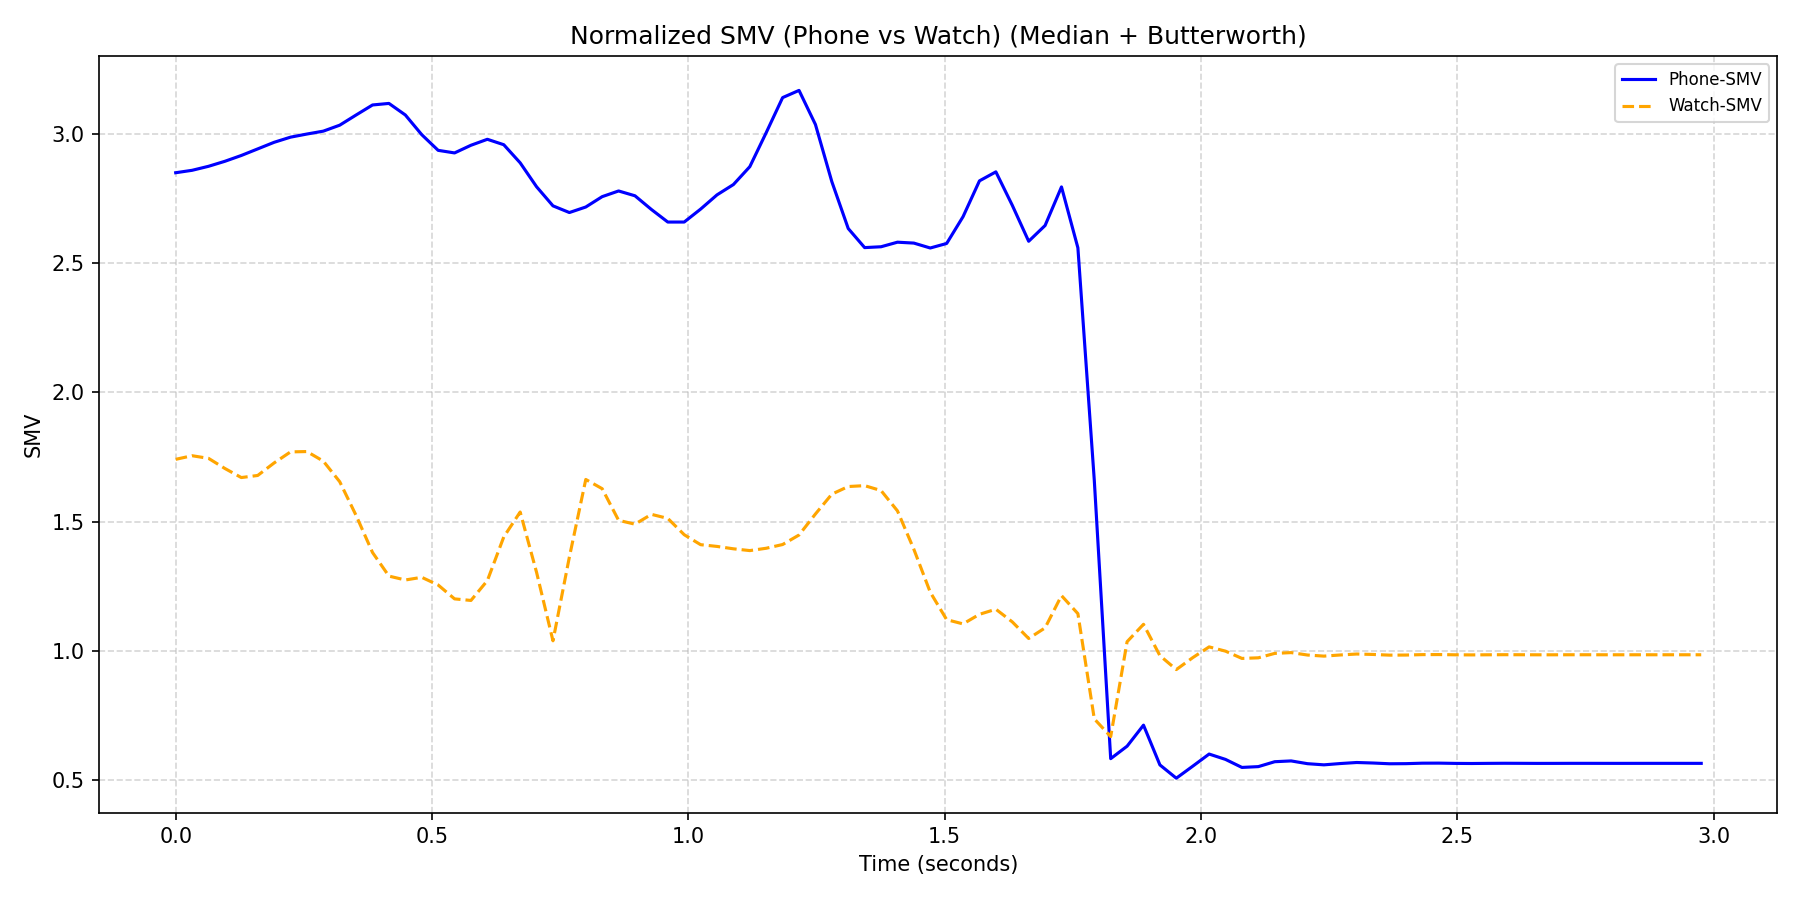 Normalized SMV (Phone vs Watch) (Median + Butterworth)
Phone-SMV
Watch-SMV
SMV
3.0
2.5
2.0
1.5
1.0
0.5
0.0 0.5 1.0 1.5 2.0 2.5 3.0
Time (seconds)